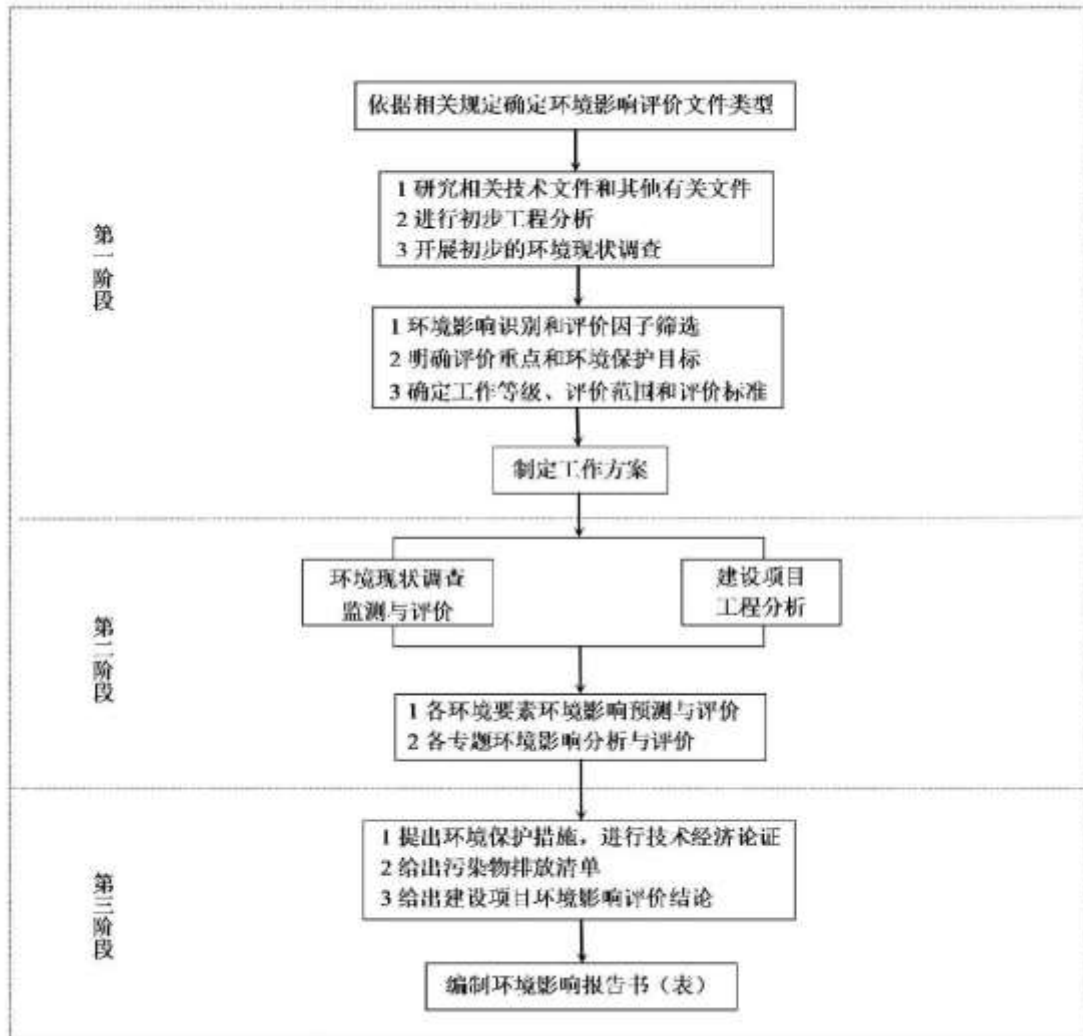 依据相关规定确定环境影响评价文件类型
1 研究相关技术文件和其他有关文件
2 进行初步工程分析
3 开展初步的环境现状调查
第一阶段
1 环境影响识别和评价因子筛选
2 明确评价重点和环境保护目标
3 确定工作等级、评价范围和评价标准
制定工作方案
环境现状调查
监测与评价
建设项目
工程分析
第二阶段
1 各环境要素环境影响预测与评价
2 各专题环境影响分析与评价
1 提出环境保护措施，进行技术经济论证
2 给出污染物排放清单
3 给出建设项目环境影响评价结论
第三阶段
编制环境影响报告书（表）